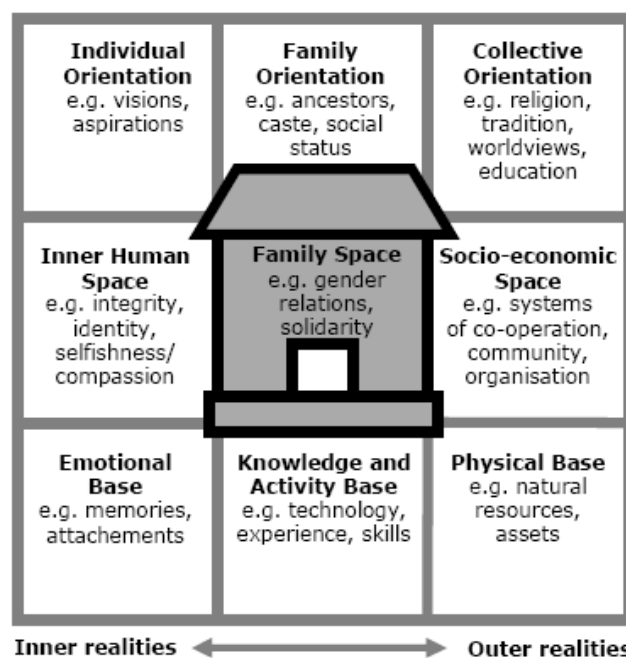 Individual
Orientation
e.g. visions,
aspirations
Family
Orientation
e.g. ancestors,
caste, social
status
Collective
Orientation
e.g. religion,
tradition,
worldviews,
education
Inner Human
Space
e.g. integrity,
identity,
selfishness/
compassion
Family Space
e.g. gender
relations,
solidarity
Socio-economic
Space
e.g. systems
of co-operation,
community,
organisation
Emotional
Base
e.g. memories,
attachements
Knowledge and
Activity Base
e.g. technology,
experience, skills
Physical Base
e.g. natural
resources,
assets
Inner realities Outer realities